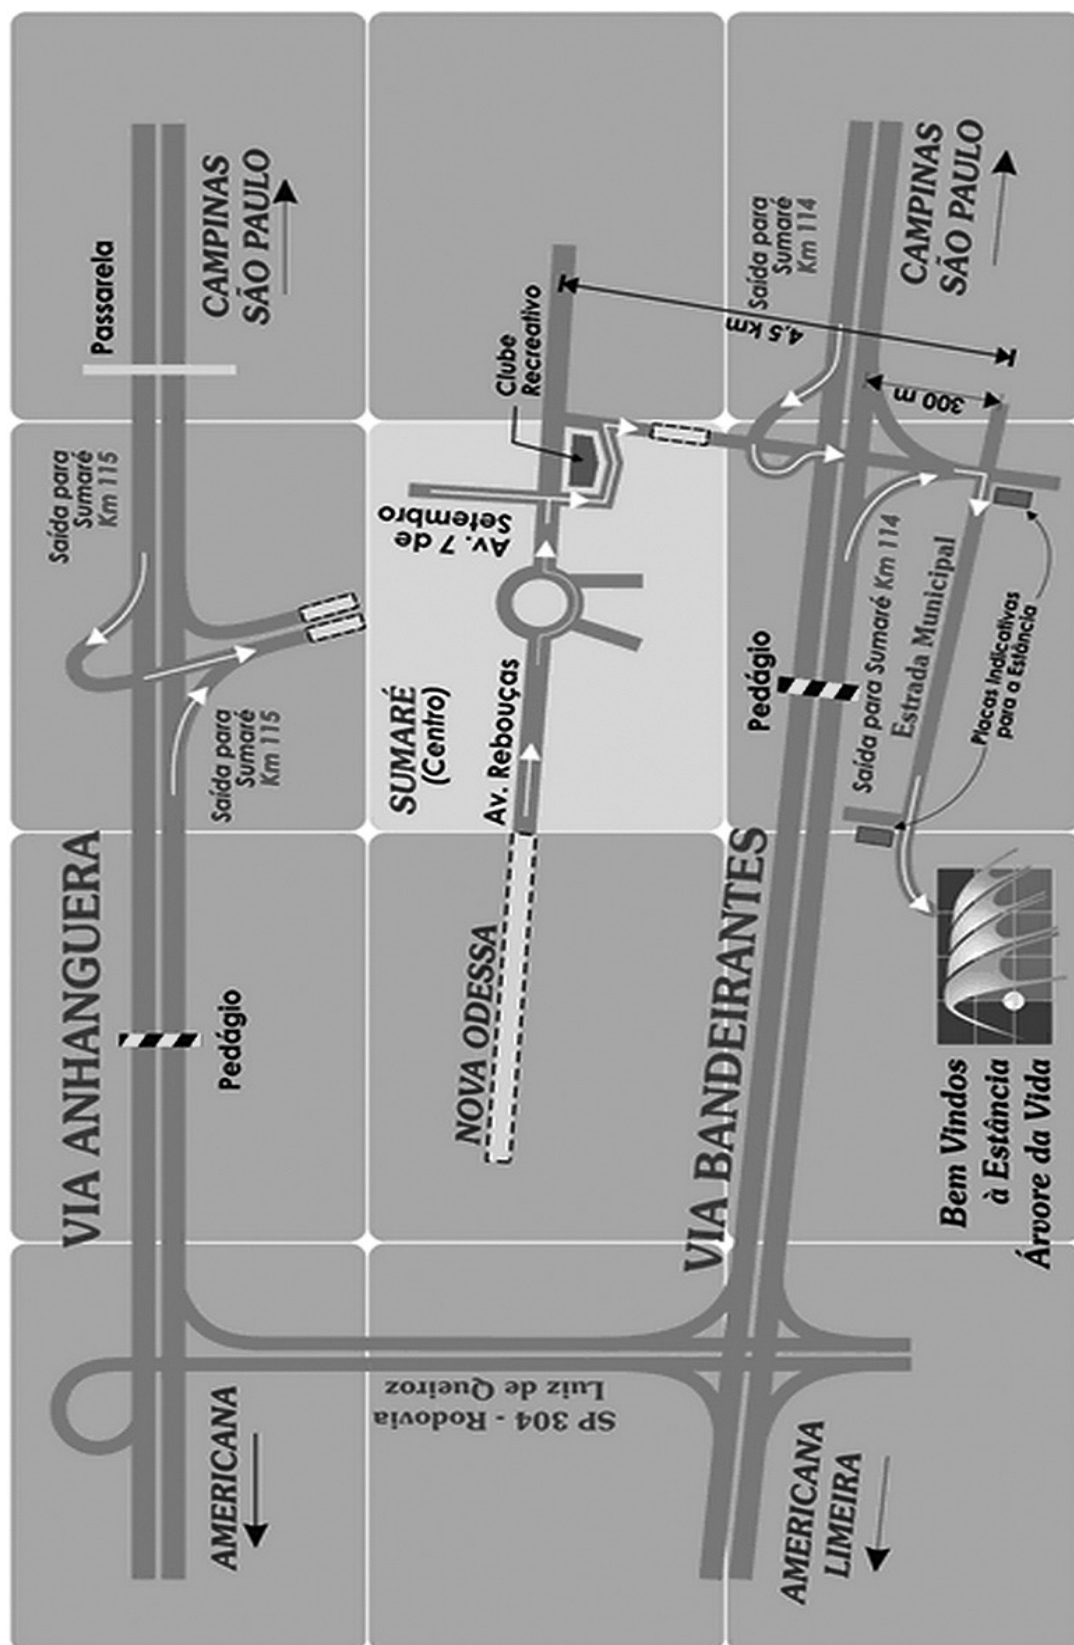 VIA ANHANGUERA
Passarela
CAMPINAS
SÃO PAULO
Saída para
Sumaré
Km 115
Saída para
Sumaré
Km 115
Pedágio
AMERICANA
SP 304 - Rodovia
Luiz de Queiroz
NOVA ODESSA
SUMARÉ
(Centro)
Av. Rebouças
Av. 7 de
Setembro
Clube
Recreativo
4,5 km
300 m
VIA BANDEIRANTES
Pedágio
Saída para
Sumaré
Km 114
CAMPINAS
SÃO PAULO
Saída para Sumaré Km 114
Estrada Municipal
Placas Indicativas
para a Estância
Bem Vindos
à Estância
Árvore da Vida
AMERICANA
LIMEIRA